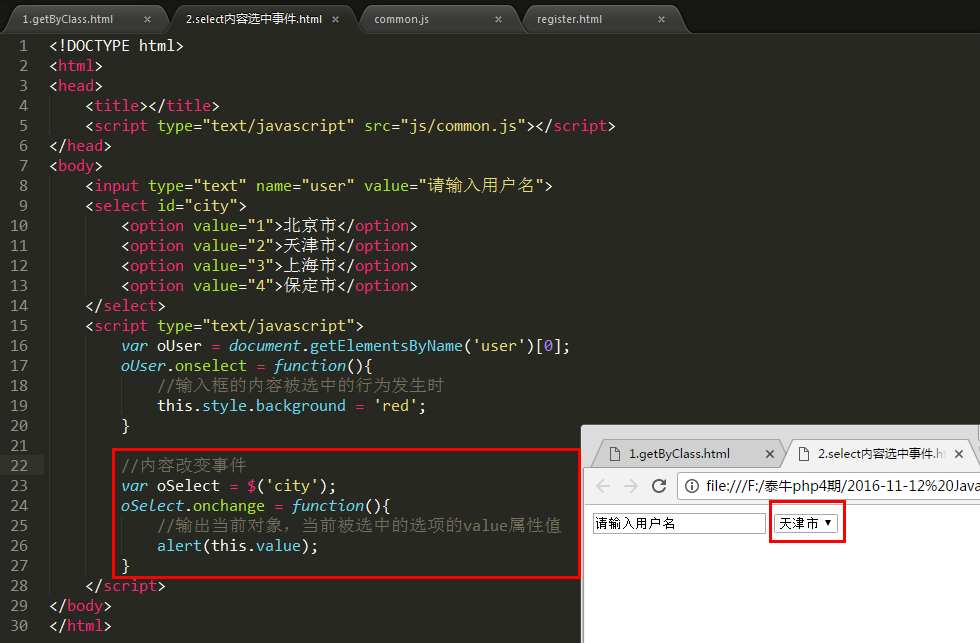 1.getByClass.html × 2.select内容选中事件.html × common.js × register.html ×
1 <!DOCTYPE html>
2 <html>
3 <head>
4 <title></title>
5 <script type="text/javascript" src="js/common.js"></script>
6 </head>
7 <body>
8 <input type="text" name="user" value="请输入用户名">
9 <select id="city">
10 <option value="1">北京市</option>
11 <option value="2">天津市</option>
12 <option value="3">上海市</option>
13 <option value="4">保定市</option>
14 </select>
15 <script type="text/javascript">
16 var oUser = document.getElementsByName('user')[0];
17 oUser.onselect = function(){
18 //输入框的内容被选中的行为发生时
19 this.style.background = 'red';
20 }
21
22 //内容改变事件
23 var oSelect = $('city');
24 oSelect.onchange = function(){
25 //输出当前对象，当前被选中的选项的value属性值
26 alert(this.value);
27 }
28 </script>
29 </body>
30 </html>
1.getByClass.html × 2.select内容选中事件.ht ×
file:///F:/泰牛php4期/2016-11-12%20Java
请输入用户名 天津市 ▼